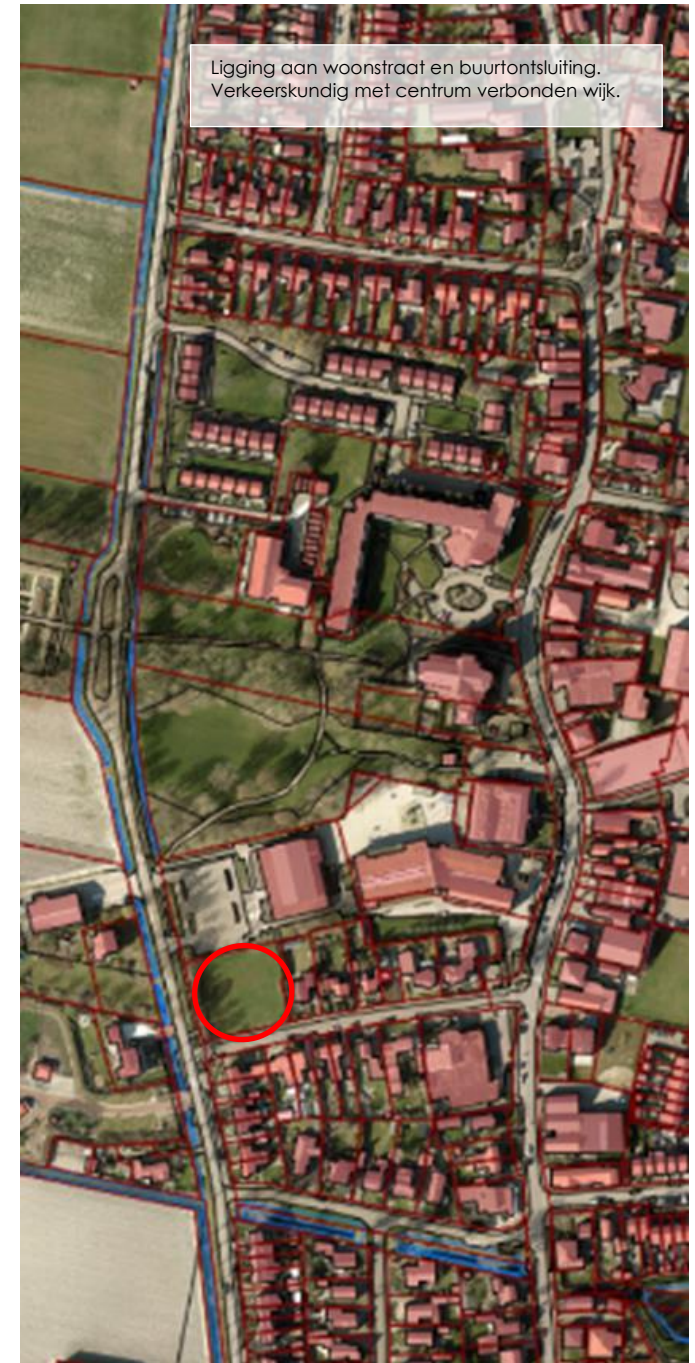 Ligging aan woonstraat en buurtontsluiting.
Verkeerskundig met centrum verbonden wijk.